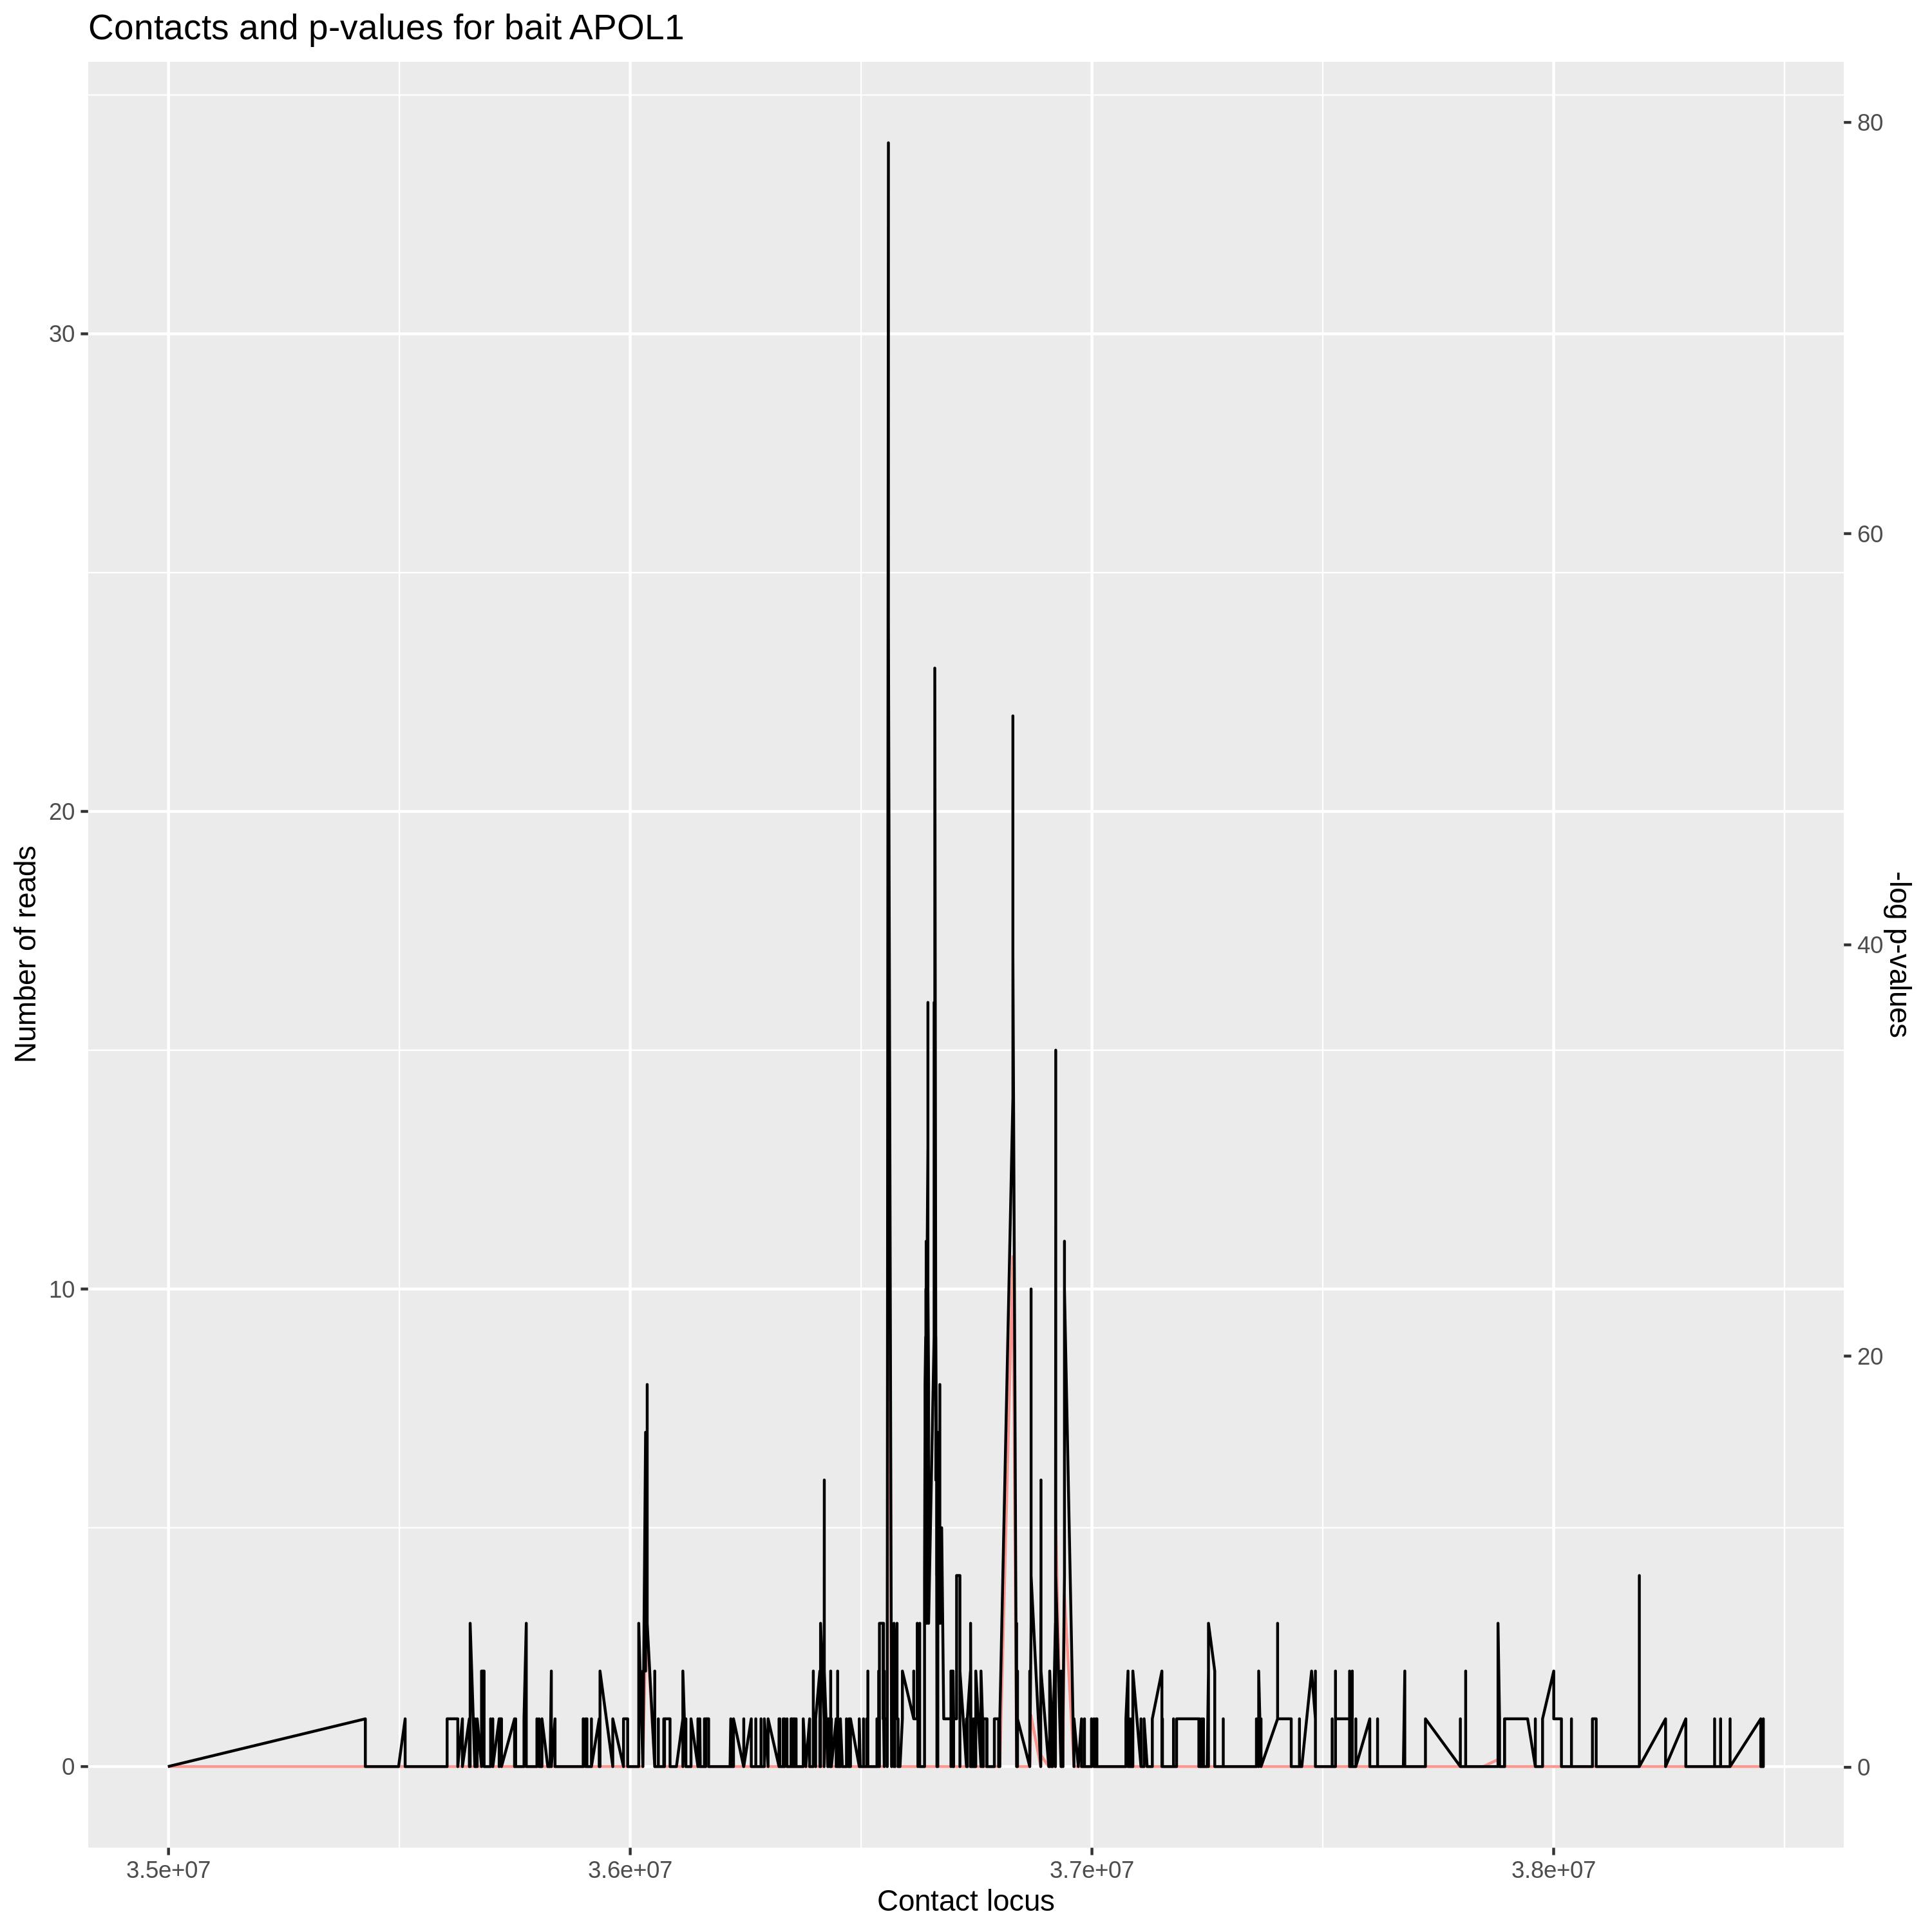 Contacts and p-values for bait APOL1
Number of reads
30
20
10
0
80
60
40
20
0
-log p-values
3.5e+07
3.6e+07
3.7e+07
3.8e+07
Contact locus